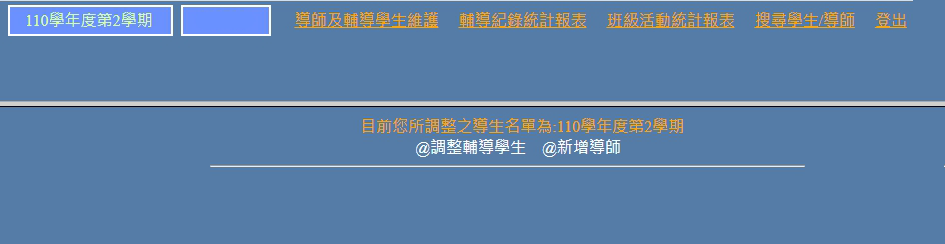 110學年度第2學期 導師及輔導學生維護 輔導紀錄統計報表 班級活動統計報表 搜尋學生/導師 登出
目前您所調整之導生名單為:110學年度第2學期
@調整輔導學生 @新增導師